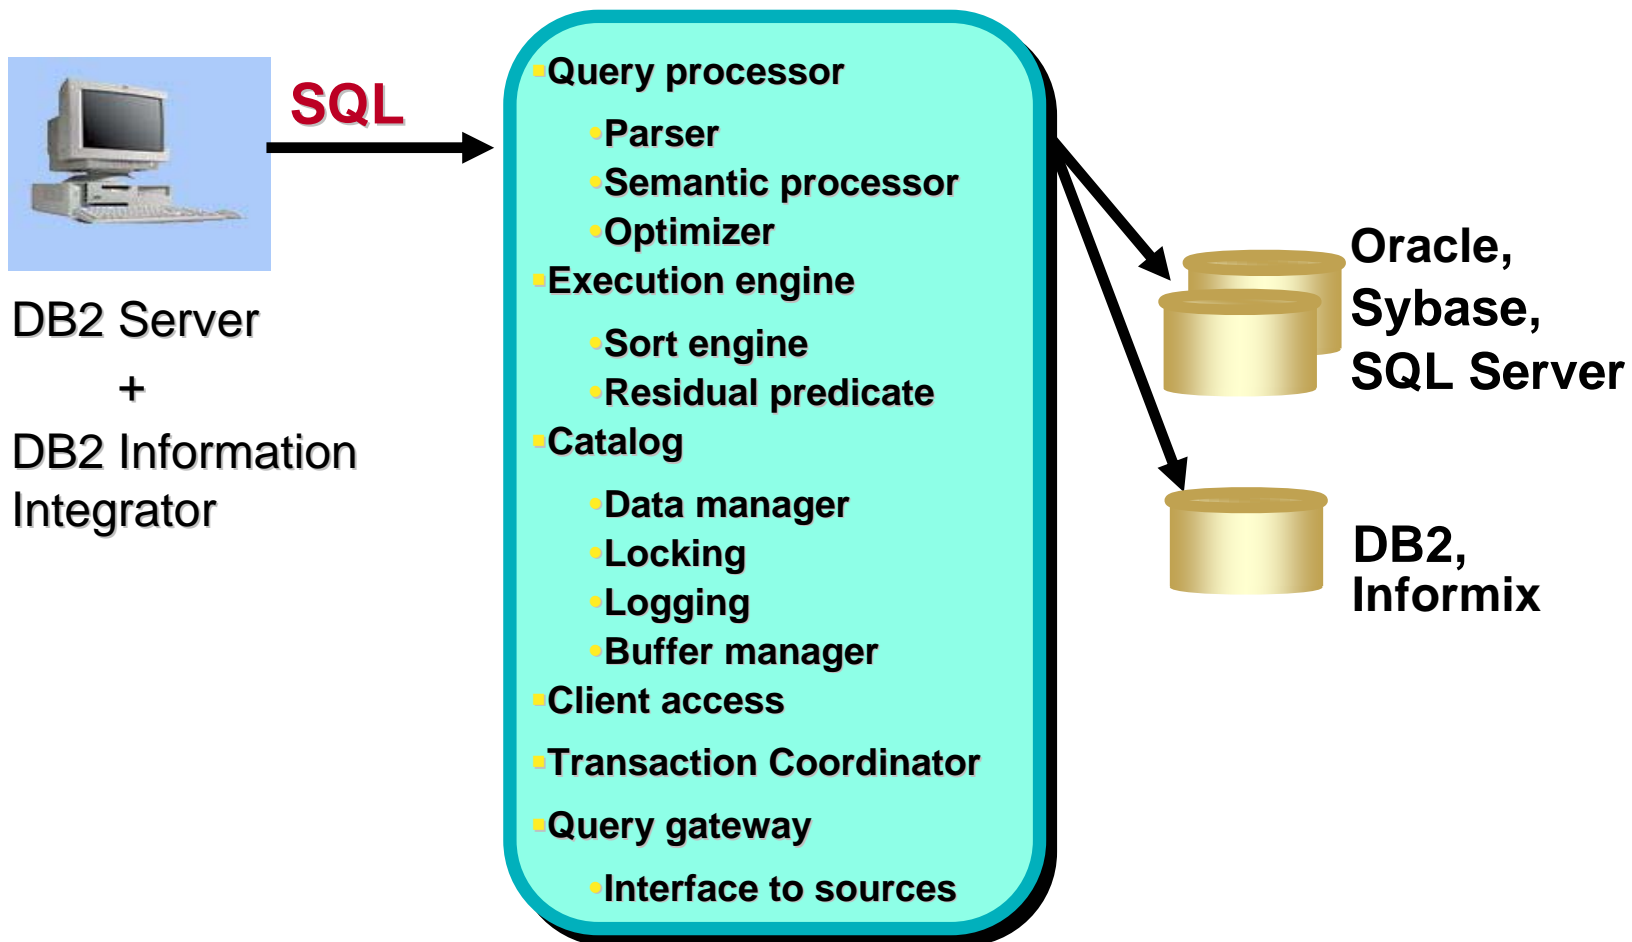 SQL
DB2 Server
+
DB2 Information
Integrator
Query processor
Parser
Semantic processor
Optimizer
Execution engine
Sort engine
Residual predicate
Catalog
Data manager
Locking
Logging
Buffer manager
Client access
Transaction Coordinator
Query gateway
Interface to sources
Oracle,
Sybase,
SQL Server
DB2,
Informix